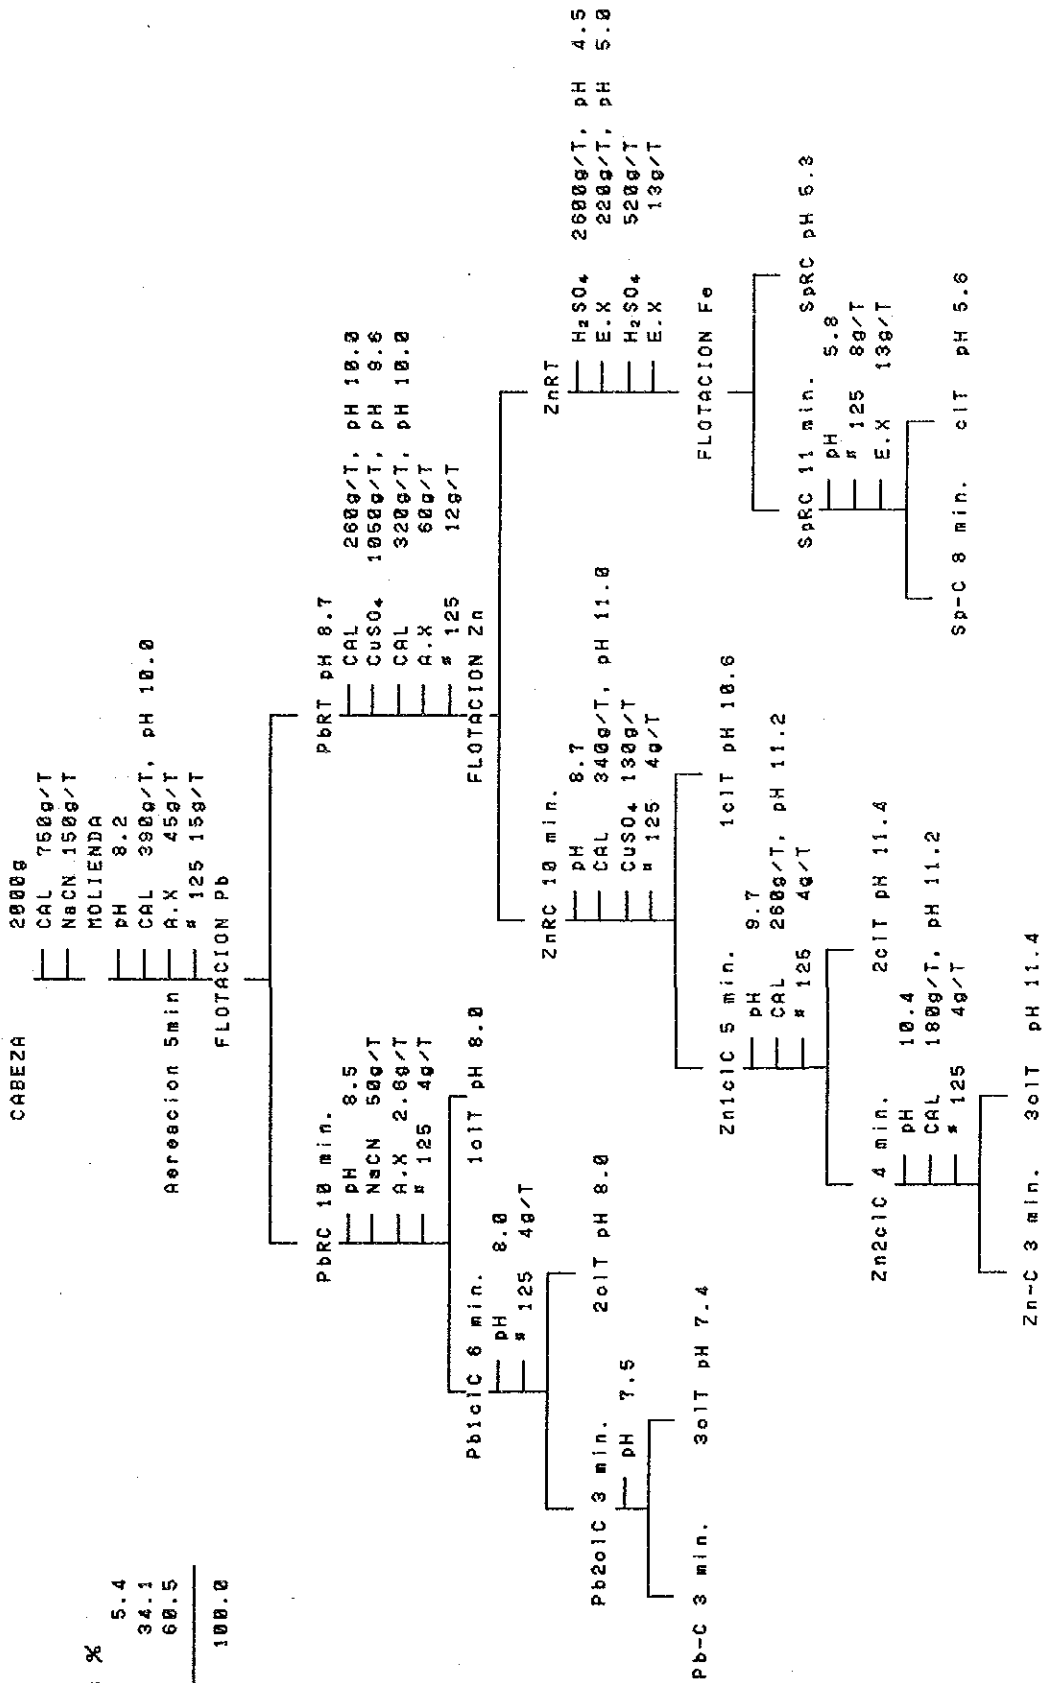 CABEZA 2000g
CAL 750g/T
NaCN 150g/T
MOLIENDA
pH 8.2
CAL 390g/T, pH 10.0
Aereacion 5min A.X 45g/T
# 125 15g/T
FLOTACION Pb
PbRC 10 min.
pH 8.5
NaCN 50g/T
A.X 2.6g/T
# 125 4g/T
Pb1clC 6 min.
1clT pH 8.0
pH 8.0
# 125 4g/T
Pb2clC 3 min.
2clT pH 8.0
pH 7.5
Pb-C 3 min.
3clT pH 7.4
PbRT pH 8.7
CAL 260g/T, pH 10.0
CuSO₄ 1050g/T, pH 9.6
CAL 320g/T, pH 10.0
A.X 60g/T
# 125 12g/T
FLOTACION Zn
ZnRC 10 min.
pH 8.7
CAL 340g/T, pH 11.0
CuSO₄ 130g/T
# 125 4g/T
Zn1clC 5 min.
1clT pH 10.6
pH 9.7
CAL 260g/T, pH 11.2
# 125 4g/T
Zn2clC 4 min.
2clT pH 11.4
pH 10.4
CAL 180g/T, pH 11.2
# 125 4g/T
Zn-C 3 min.
3clT pH 11.4
ZnRT
H₂SO₄ 2600g/T, pH 4.5
E.X 220g/T, pH 5.0
H₂SO₄ 520g/T
E.X 13g/T
FLOTACION Fe
SpRC 11 min.
SpRC pH 5.3
pH 5.8
# 125 8g/T
E.X 13g/T
Sp-C 8 min.
clT pH 5.6
%
5.4
34.1
60.5
100.0